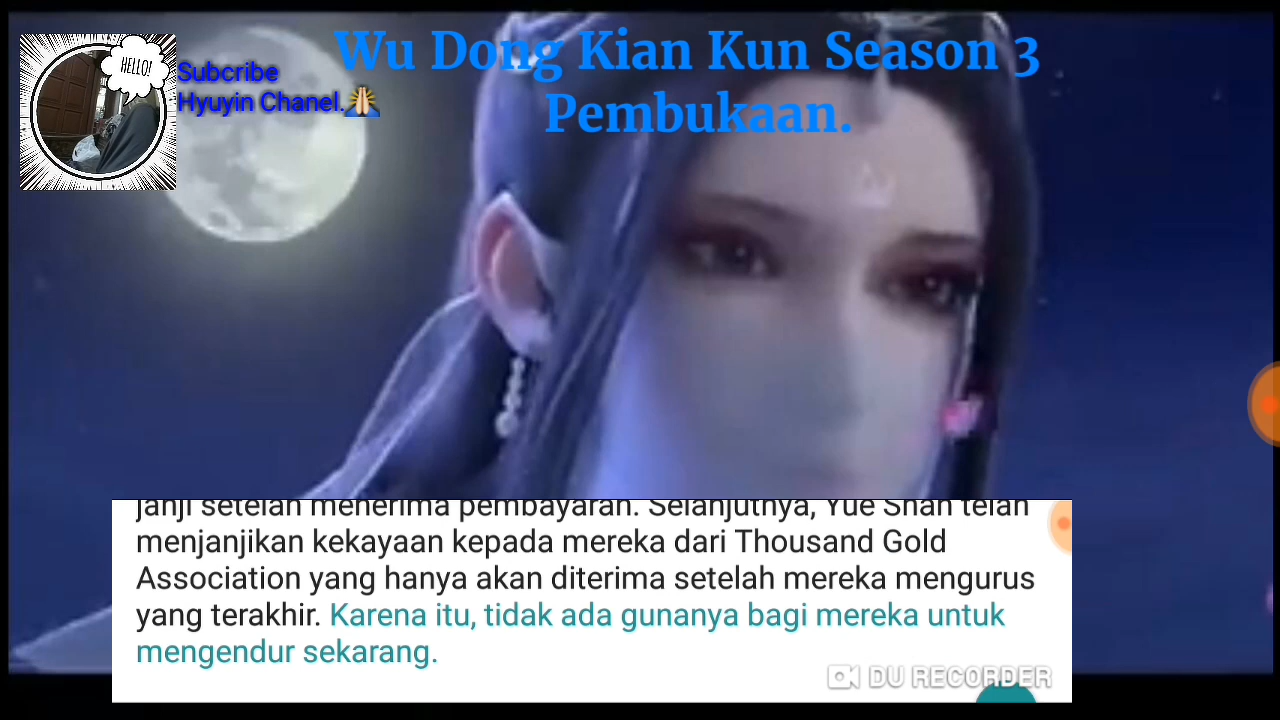 Wu Dong Kian Kun Season 3
Pembukaan.
HELLO!
Subcribe
Hyuyin Chanel.🙏
janji setelah menerima pembayaran. Selanjutnya, Yue Shan telah
menjanjikan kekayaan kepada mereka dari Thousand Gold
Association yang hanya akan diterima setelah mereka mengurus
yang terakhir. Karena itu, tidak ada gunanya bagi mereka untuk
mengendur sekarang.
DU RECORDER